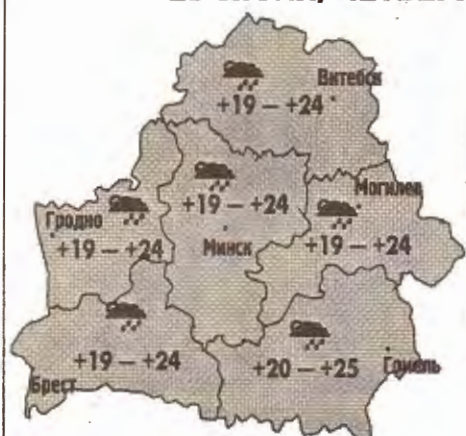 Витебск
+19 – +24
+19 – +24
Могилев
Гродно
+19 – +24
Минск
+19 – +24
+19 – +24
+20 – +25
Гомель
Брест